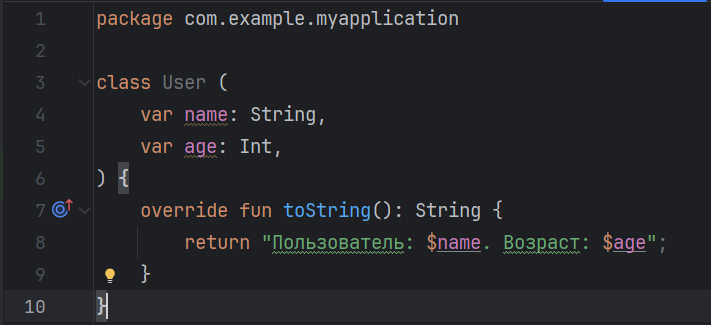 1 package com.example.myapplication
2
3 class User (
4     var name: String,
5     var age: Int,
6 ) {
7     override fun toString(): String {
8         return "Пользователь: $name. Возраст: $age";
9     }
10 }